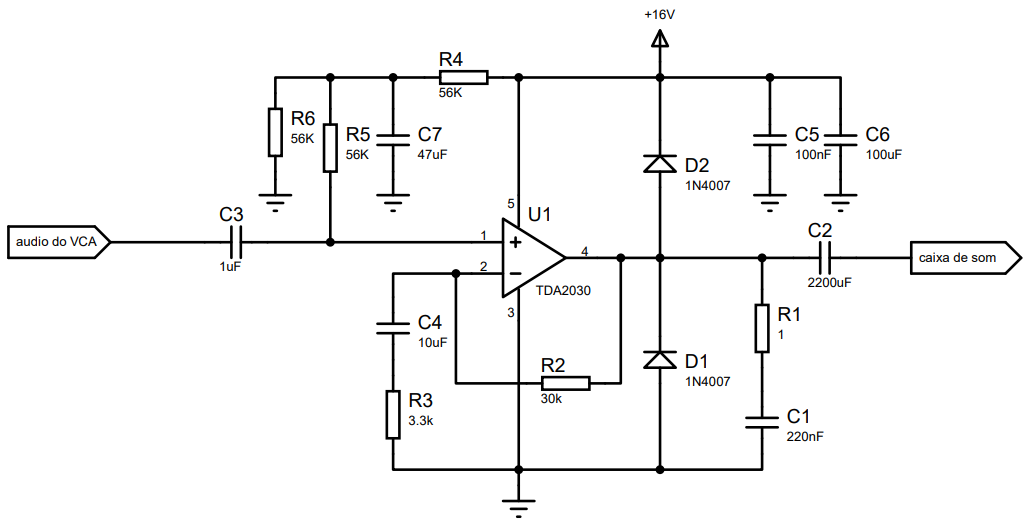 +16V
R4
56K
R6
56K
R5
56K
C7
47uF
C5
100nF
C6
100uF
D2
1N4007
audio do VCA
C3
1uF
1
2
3
4
5
+
−
U1
TDA2030
C2
2200uF
caixa de som
C4
10uF
R1
1
R2
30k
D1
1N4007
R3
3.3k
C1
220nF